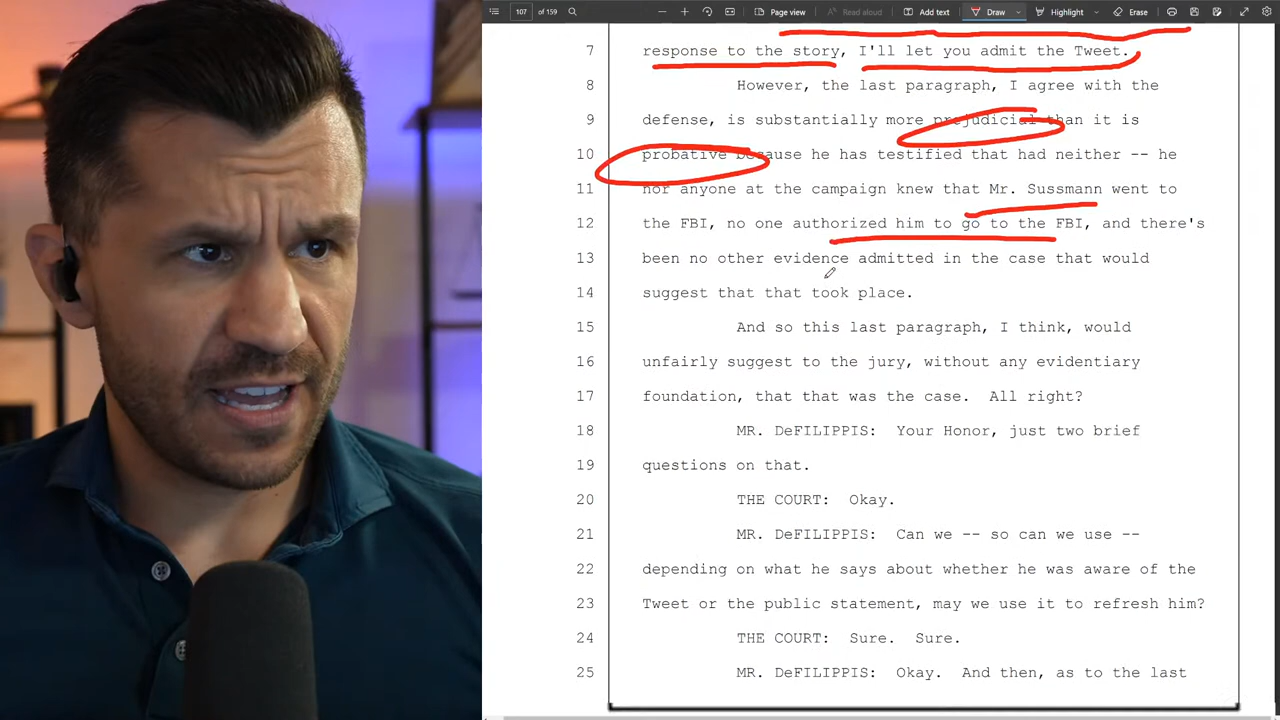 107 of 159 Page view Read aloud Add text Draw Highlight Erase
7 response to the story, I'll let you admit the Tweet.
8 However, the last paragraph, I agree with the
9 defense, is substantially more prejudicial than it is
10 probative because he has testified that had neither -- he
11 nor anyone at the campaign knew that Mr. Sussmann went to
12 the FBI, no one authorized him to go to the FBI, and there's
13 been no other evidence admitted in the case that would
14 suggest that that took place.
15 And so this last paragraph, I think, would
16 unfairly suggest to the jury, without any evidentiary
17 foundation, that that was the case. All right?
18 MR. DeFILIPPIS: Your Honor, just two brief
19 questions on that.
20 THE COURT: Okay.
21 MR. DeFILIPPIS: Can we -- so can we use --
22 depending on what he says about whether he was aware of the
23 Tweet or the public statement, may we use it to refresh him?
24 THE COURT: Sure. Sure.
25 MR. DeFILIPPIS: Okay. And then, as to the last